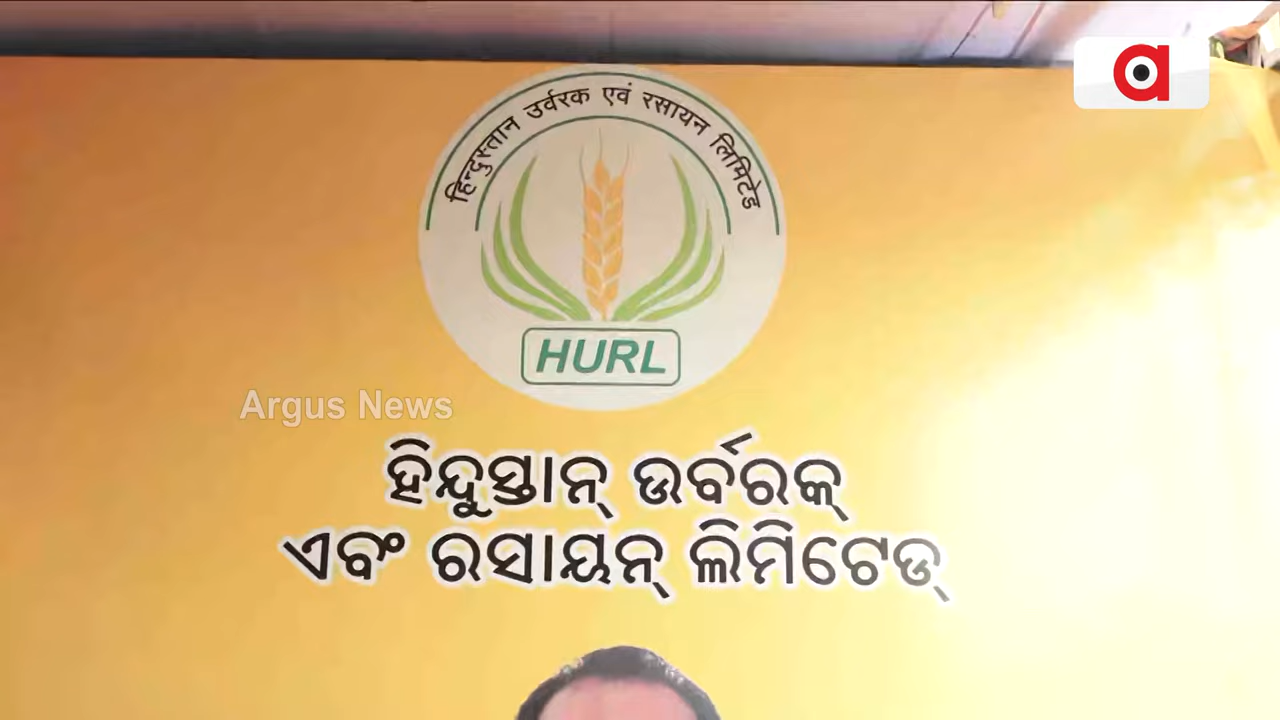 हिन्दुस्तान उर्वरक एवं रसायन लिमिटेड
HURL
Argus News
ହିନ୍ଦୁସ୍ତାନ୍ ଉର୍ବରକ୍
ଏବଂ ରସାୟନ୍ ଲିମିଟେଡ୍